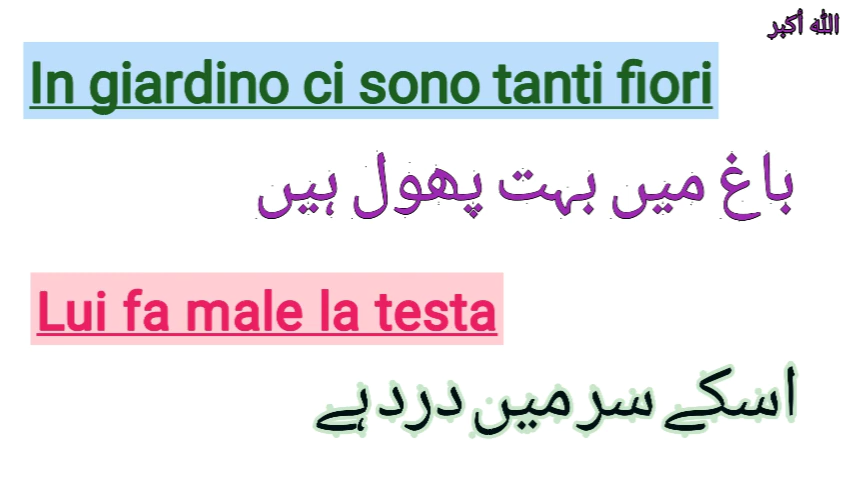 الله أكبر
In giardino ci sono tanti fiori
باغ میں بہت پھول ہیں
Lui fa male la testa
اسکے سر میں درد ہے